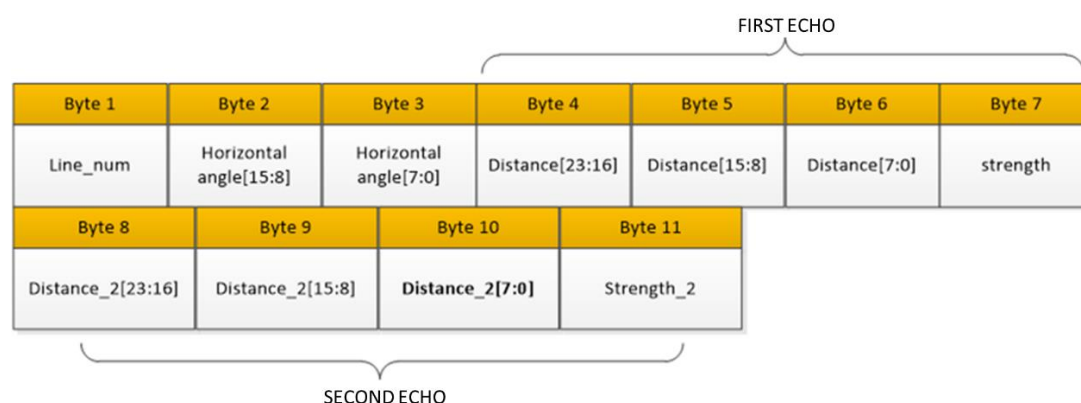 FIRST ECHO
Byte 1 Byte 2 Byte 3 Byte 4 Byte 5 Byte 6 Byte 7
Line_num
Horizontal
angle[15:8]
Horizontal
angle[7:0]
Distance[23:16]
Distance[15:8]
Distance[7:0]
strength
Byte 8 Byte 9 Byte 10 Byte 11
Distance_2[23:16] Distance_2[15:8] Distance_2[7:0] Strength_2
SECOND ECHO